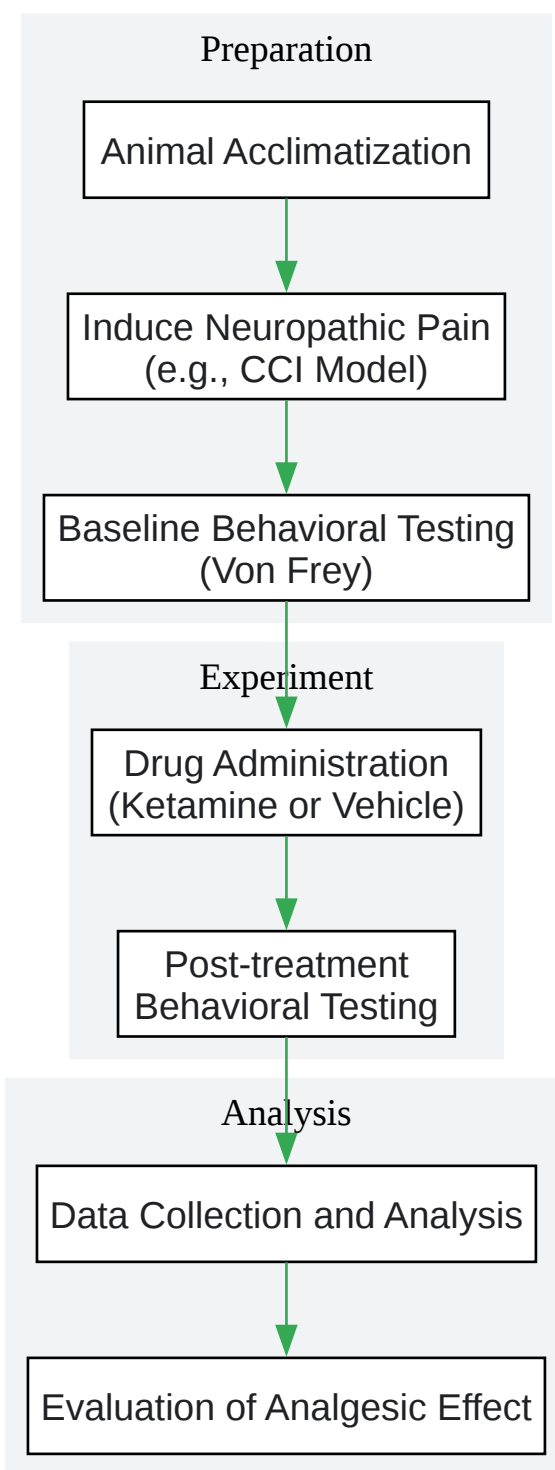 Preparation
Animal Acclimatization
Induce Neuropathic Pain
(e.g., CCI Model)
Baseline Behavioral Testing
(Von Frey)
Experiment
Drug Administration
(Ketamine or Vehicle)
Post-treatment
Behavioral Testing
Analysis
Data Collection and Analysis
Evaluation of Analgesic Effect